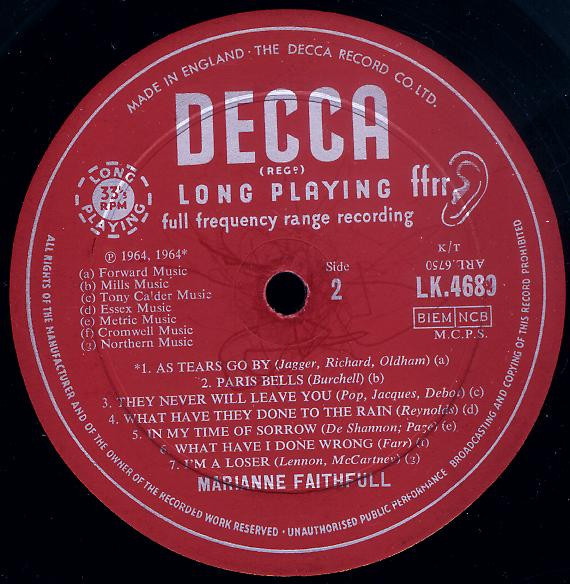 MADE IN ENGLAND · THE DECCA RECORD CO. LTD.
DECCA
(REGD)
LONG PLAYING
ffrr
full frequency range recording
LONG
33⅓
RPM
PLAYING
℗ 1964, 1964*
(a) Forward Music
(b) Mills Music
(c) Tony Calder Music
(d) Essex Music
(e) Metric Music
(f) Cromwell Music
(g) Northern Music
Side
2
K/T
ARL.6750
LK.4689
BIEM NCB
M.C.P.S.
*1. AS TEARS GO BY (Jagger, Richard, Oldham) (a)
2. PARIS BELLS (Burchell) (b)
3. THEY NEVER WILL LEAVE YOU (Pop, Jacques, Debot) (c)
4. WHAT HAVE THEY DONE TO THE RAIN (Reynolds) (d)
5. IN MY TIME OF SORROW (De Shannon; Page) (e)
6. WHAT HAVE I DONE WRONG (Farr) (f)
7. I'M A LOSER (Lennon, McCartney) (g)
MARIANNE FAITHFULL
ALL RIGHTS OF THE MANUFACTURER AND OF THE OWNER OF THE RECORDED WORK RESERVED · UNAUTHORISED PUBLIC PERFORMANCE BROADCASTING AND COPYING OF THIS RECORD PROHIBITED